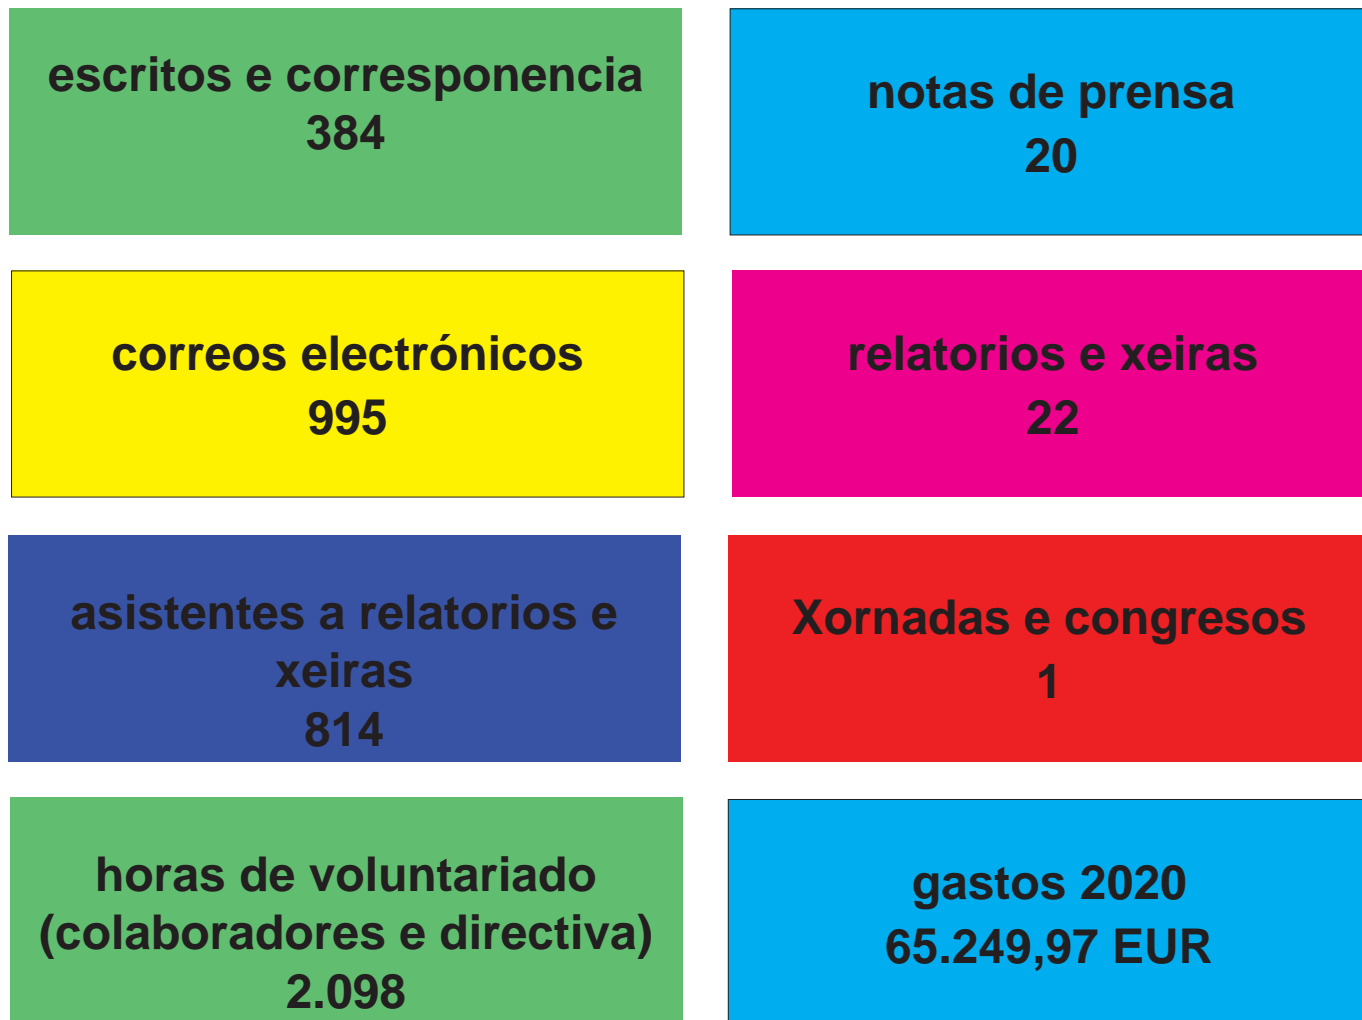 escritos e corresponencia
384
notas de prensa
20
correos electrónicos
995
relatorios e xeiras
22
asistentes a relatorios e
xeiras
814
Xornadas e congresos
1
horas de voluntariado
(colaboradores e directiva)
2.098
gastos 2020
65.249,97 EUR